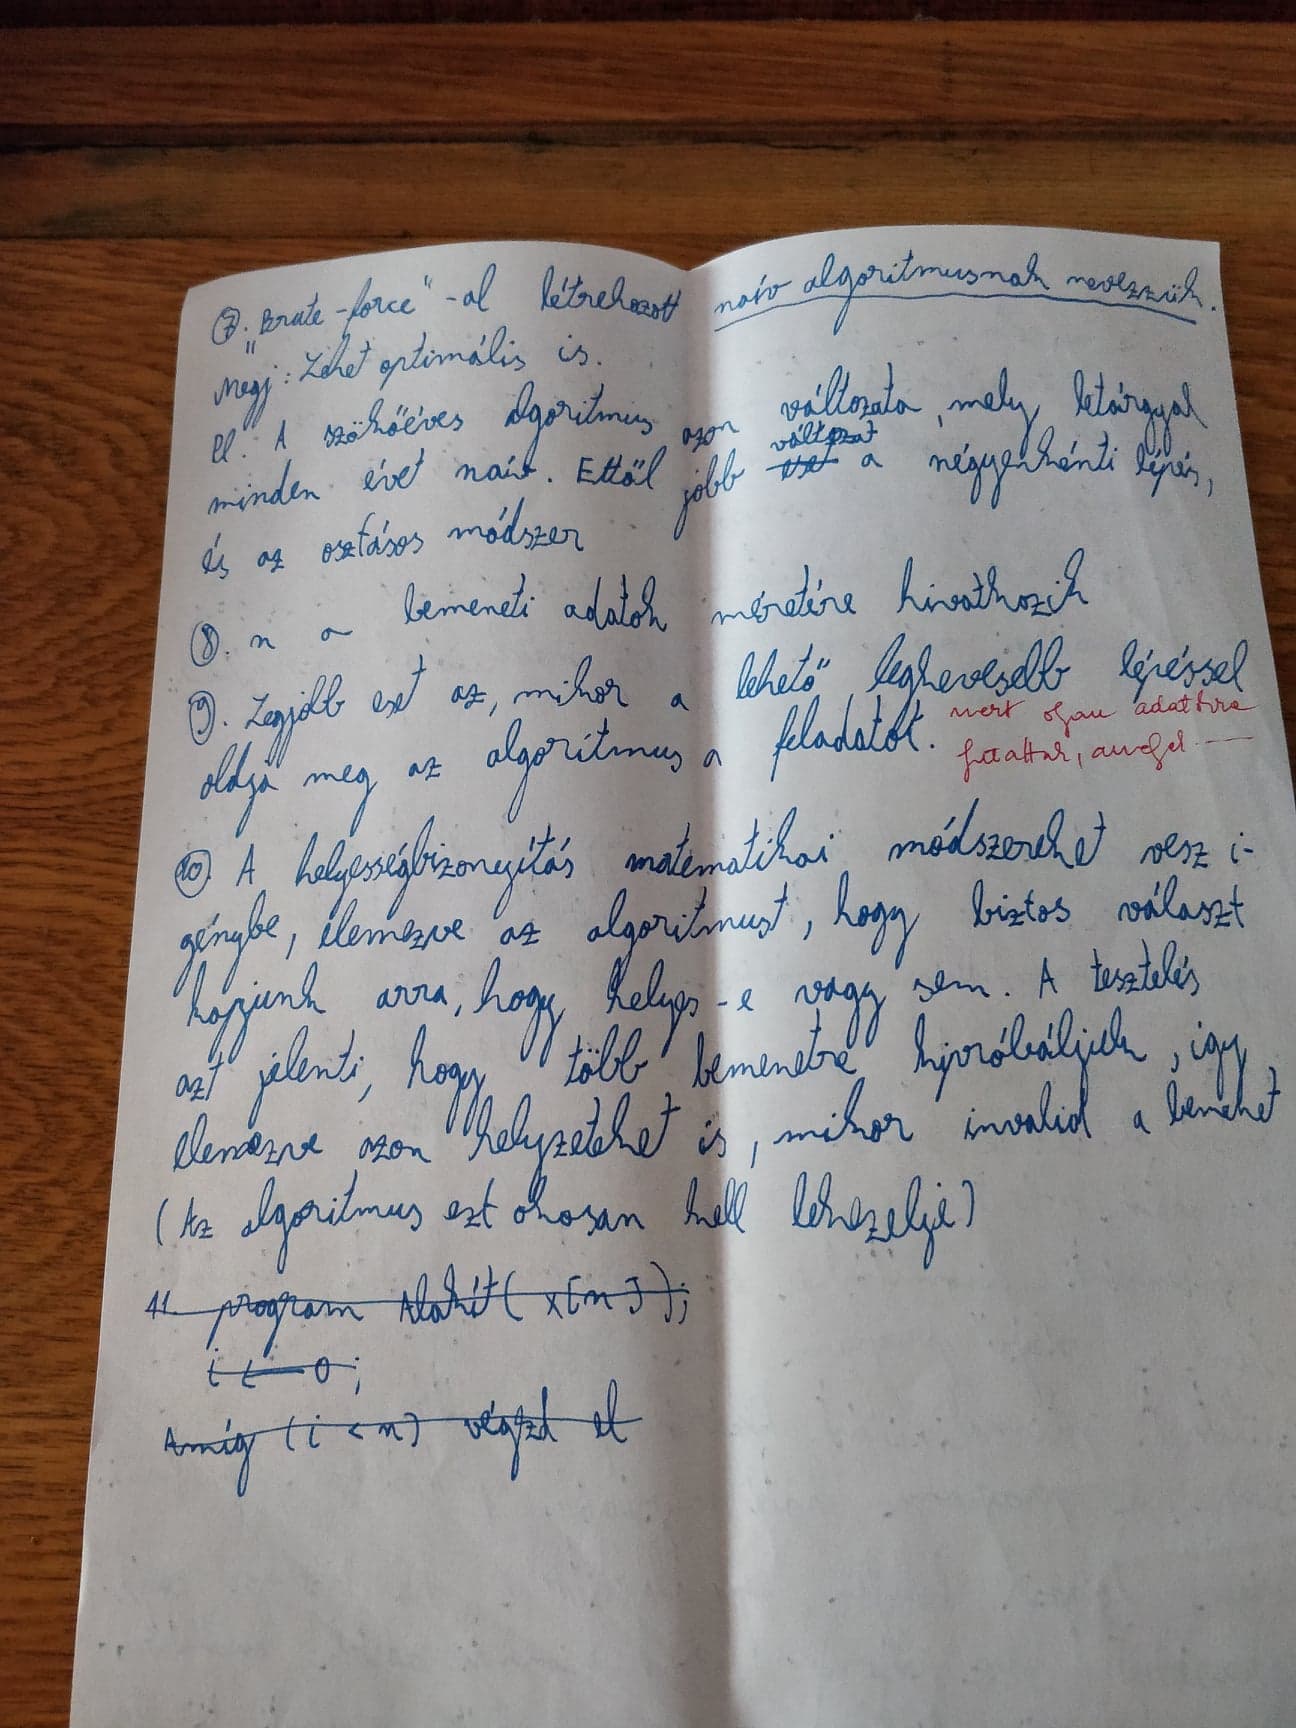 7. „Brute-force"-al létrehozott naív algoritmusnak nevezzük.
Megj: Lehet optimális is.
Pl: A szökőéves algoritmus azon változata, mely letárgyal
minden évet naív. Ettől jobb eset változat a négyenkénti lépés,
és az osztásos módszer
8. n a bemeneti adatok méretére hivatkozik
9. Legjobb eset az, mikor a lehető legkevesebb lépéssel
oldja meg az algoritmus a feladatot. mert olyan adatokra
futattuk, amelyek
10. A helyességbizonyítás matematikai módszereket vesz i-
génybe, elemezve az algoritmust, hogy biztos választ
kapjunk arra, hogy helyes-e vagy sem. A tesztelés
azt jelenti, hogy több bemenetre kipróbáljuk, így
elemezve azon helyzeteket is, mikor invalid a bemenet
(Az algoritmus ezt okosan kell lekezelje)
11. program Alakít( x[n] );
i ← 0;
Amíg (i < n) végezd el